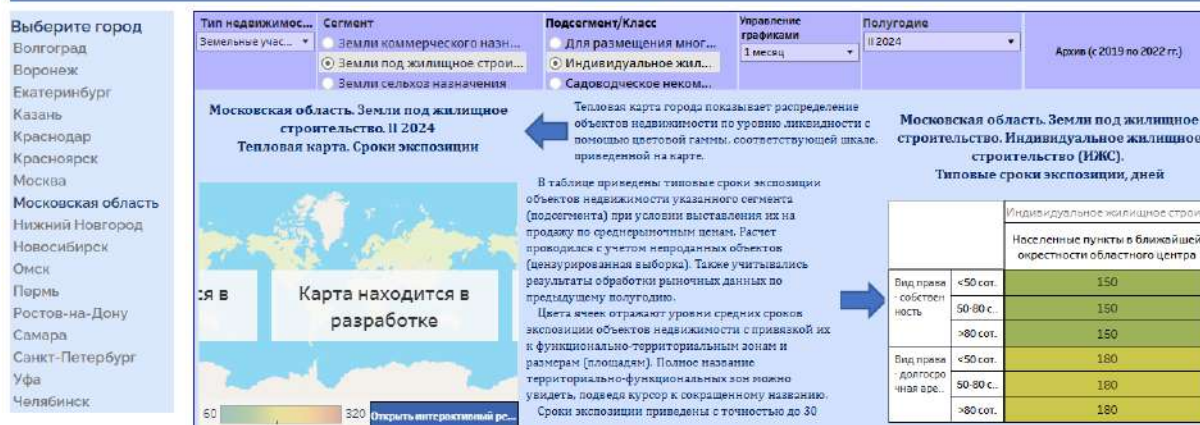 Выберите город
Волгоград
Воронеж
Екатеринбург
Казань
Краснодар
Красноярск
Москва
Московская область
Нижний Новгород
Новосибирск
Омск
Пермь
Ростов-на-Дону
Самара
Санкт-Петербург
Уфа
Челябинск
Тип недвижимос...
Земельные учас...
Сегмент
Земли коммерческого назн...
Земли под жилищное строи...
Земли сельхоз назначения
Подсегмент/Класс
Для размещения мног...
Индивидуальное жил...
Садоводческое неком...
Управление
графиками
1 месяц
Полугодие
II 2024
Архив (с 2019 по 2022 гг.)
Московская область. Земли под жилищное
строительство. II 2024
Тепловая карта. Сроки экспозиции
Тепловая карта города показывает распределение
объектов недвижимости по уровню ликвидности с
помощью цветовой гаммы, соответствующей шкале,
приведенной на карте.
ся в
Карта находится в
разработке
60
320
Открыть интерактивный ре...
В таблице приведены типовые сроки экспозиции
объектов недвижимости указанного сегмента
(подсегмента) при условии выставления их на
продажу по среднерыночным ценам. Расчет
проводился с учетом непроданных объектов
(цензурированная выборка). Также учитывались
результаты обработки рыночных данных по
предыдущему полугодию.
Цвета ячеек отражают уровни средних сроков
экспозиции объектов недвижимости с привязкой их
к функционально-территориальным зонам и
размерам (площадям). Полное название
территориально-функциональных зон можно
увидеть, подведя курсор к сокращенному названию.
Сроки экспозиции приведены с точностью до 30
Московская область. Земли под жилищное
строительство. Индивидуальное жилищное
строительство (ИЖС).
Типовые сроки экспозиции, дней
Индивидуальное жилищное строи
Населенные пункты в ближайшей
окрестности областного центра
Вид права
- собствен
ность
<50 сот. 150
50-80 с.. 150
>80 сот. 150
Вид права
- долгосро
чная аре..
<50 сот. 180
50-80 с.. 180
>80 сот. 180